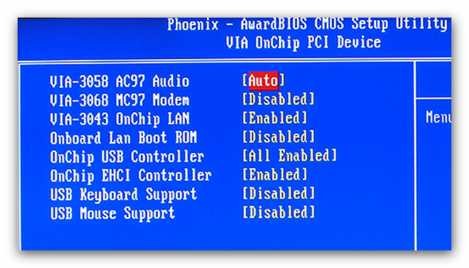 Phoenix - AwardBIOS CMOS Setup Utility
VIA OnChip PCI Device
VIA-3058 AC97 Audio [Auto]
VIA-3068 MC97 Modem [Disabled]
VIA-3043 OnChip LAN [Enabled]
Menu
Onboard Lan Boot ROM [Disabled]
OnChip USB Controller [All Enabled]
OnChip EHCI Controller [Enabled]
USB Keyboard Support [Disabled]
USB Mouse Support [Disabled]